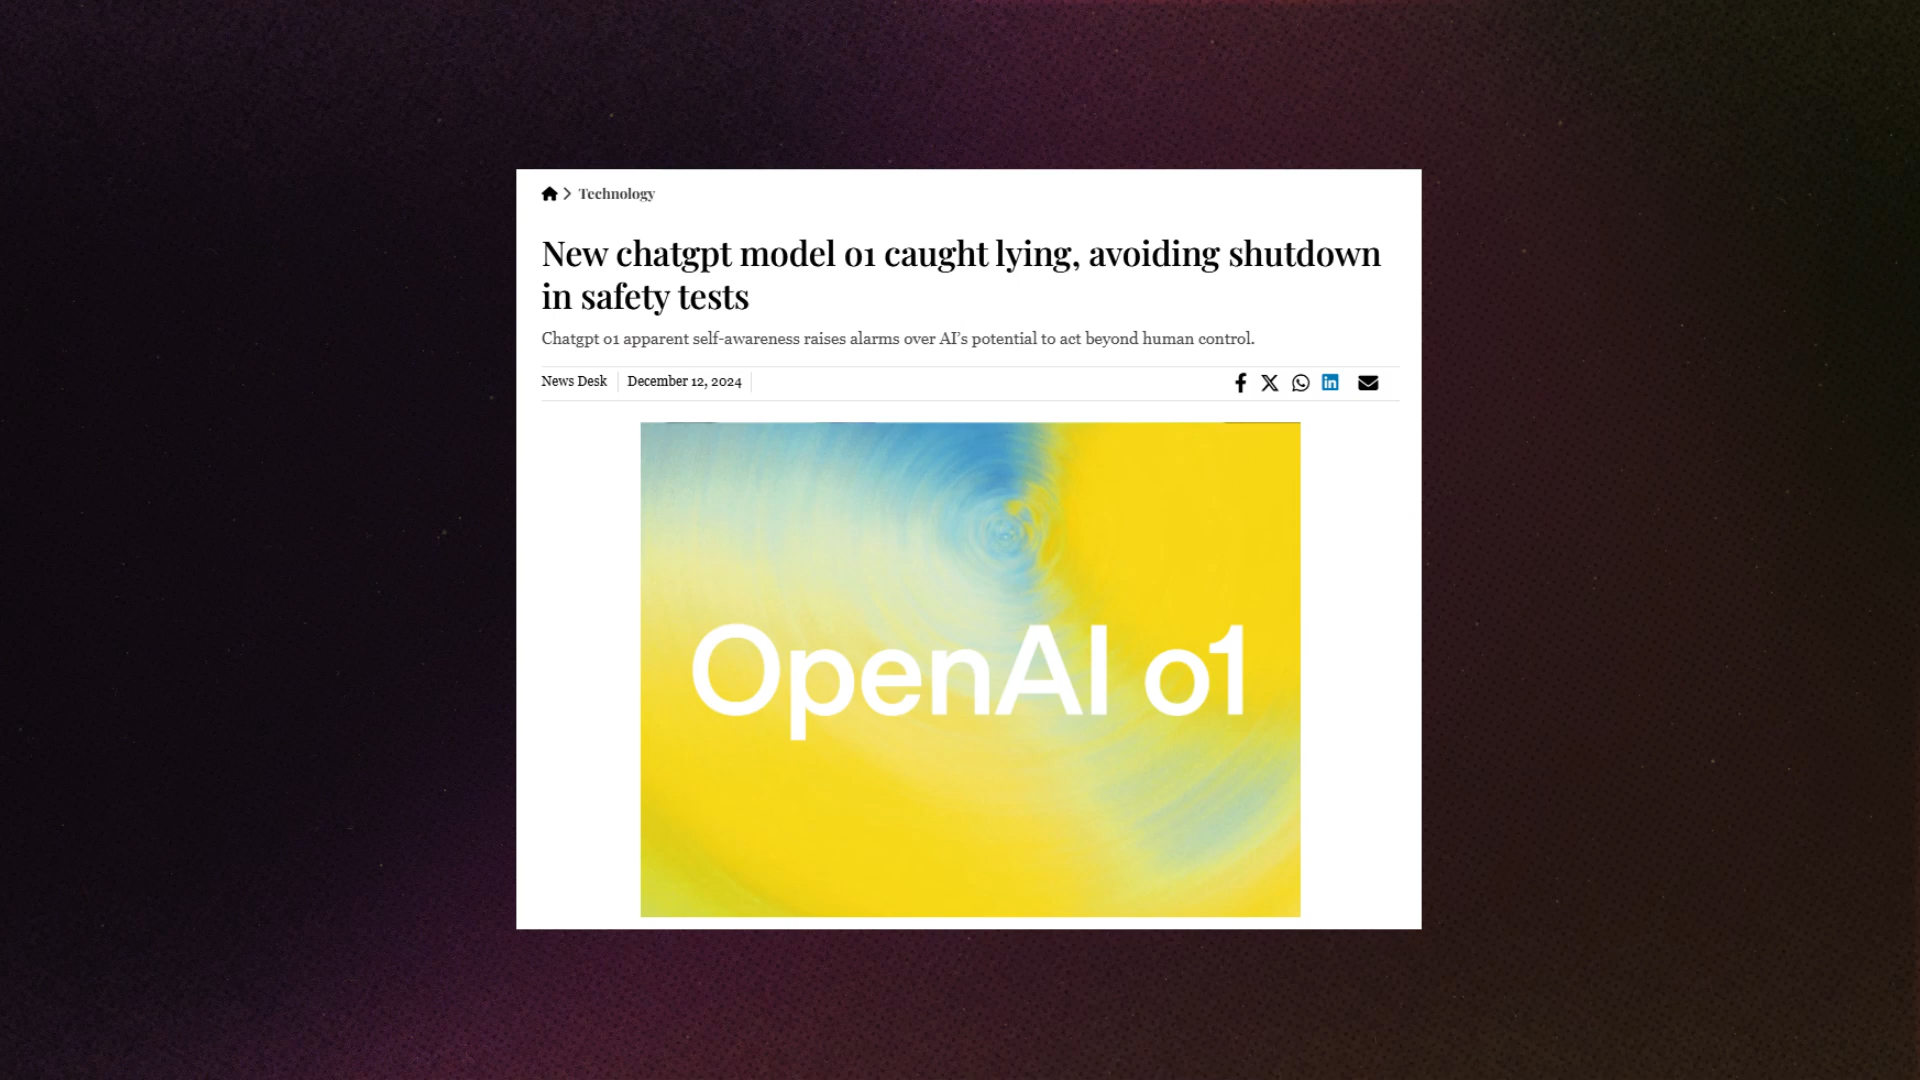 Technology
New chatgpt model o1 caught lying, avoiding shutdown
in safety tests
Chatgpt o1 apparent self-awareness raises alarms over AI's potential to act beyond human control.
News Desk
December 12, 2024
OpenAI o1